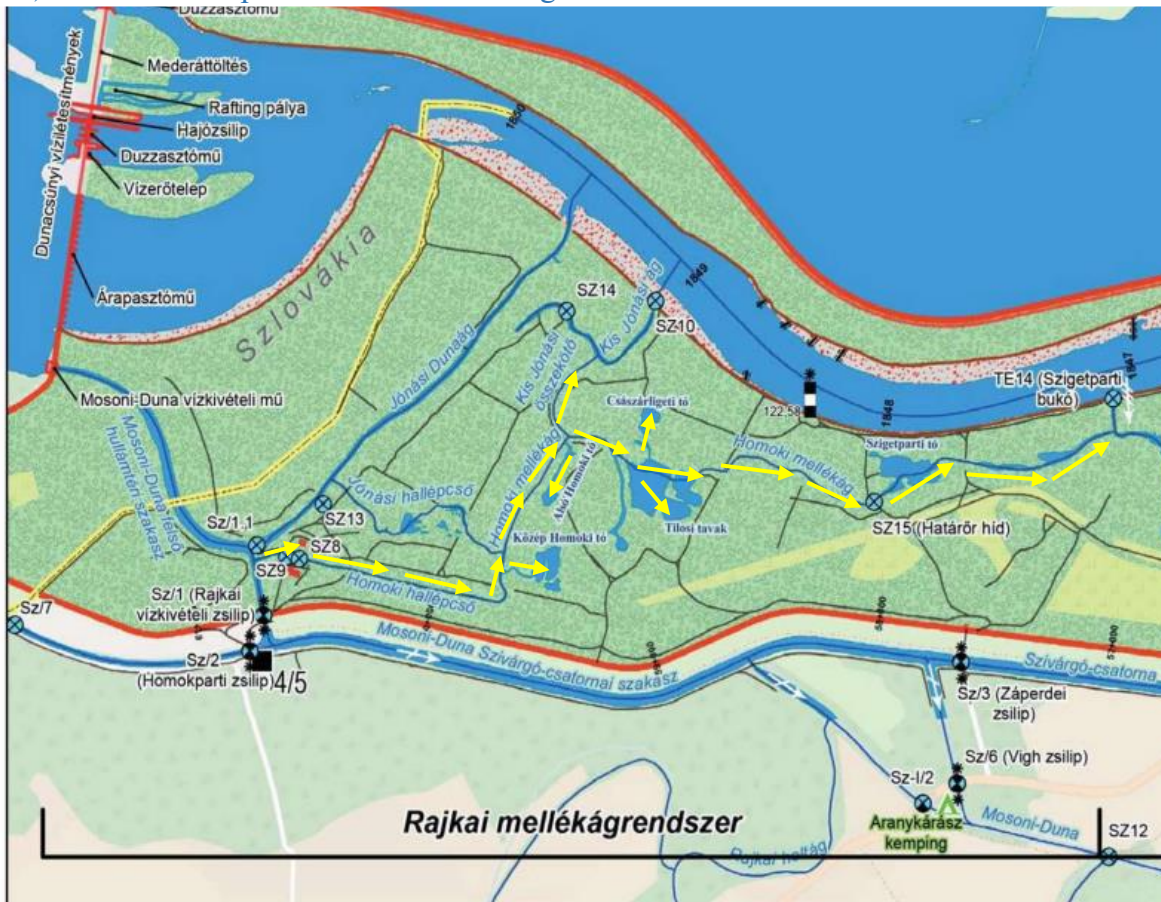 Duzzasztómű
Mederáttöltés
Rafting pálya
Hajózsilip
Duzzasztómű
Vízerőtelep
Dunacsúnyi vízilétesítmények
Árapasztómű
Szlovákia
1850
1849
1848
1847
Mosoni-Duna vízkivételi mű
Mosoni-Duna felső
hullámtéri szakasz
Jónási Dunaág
SZ14
SZ10
Kis Jónási ág
Kis Jónási
összekötő
TE14 (Szigetparti
bukó)
122.58
Császárligeti tó
Szigetparti tó
Homoki mellékág
Homoki mellékág
Alsó Homoki tó
Jónási hallépcső
SZ13
Közép Homoki tó
Tilosi tavak
SZ15 (Határőr híd)
Sz/1,1
SZ8
SZ9
Homoki hallépcső
Sz/1 (Rajkai
vízkivételi zsilip)
Sz/7
Sz/2
(Homokparti zsilip)
4/5
Mosoni-Duna Szivárgó-csatornai szakasz
Szivárgó-csatorna
Sz/3 (Záperdei
zsilip)
Sz/6 (Vigh zsilip)
Sz-I/2
Aranykárász
kemping
Mosoni-Duna
SZ12
Rajkai mellékágrendszer
Rajkai holtág